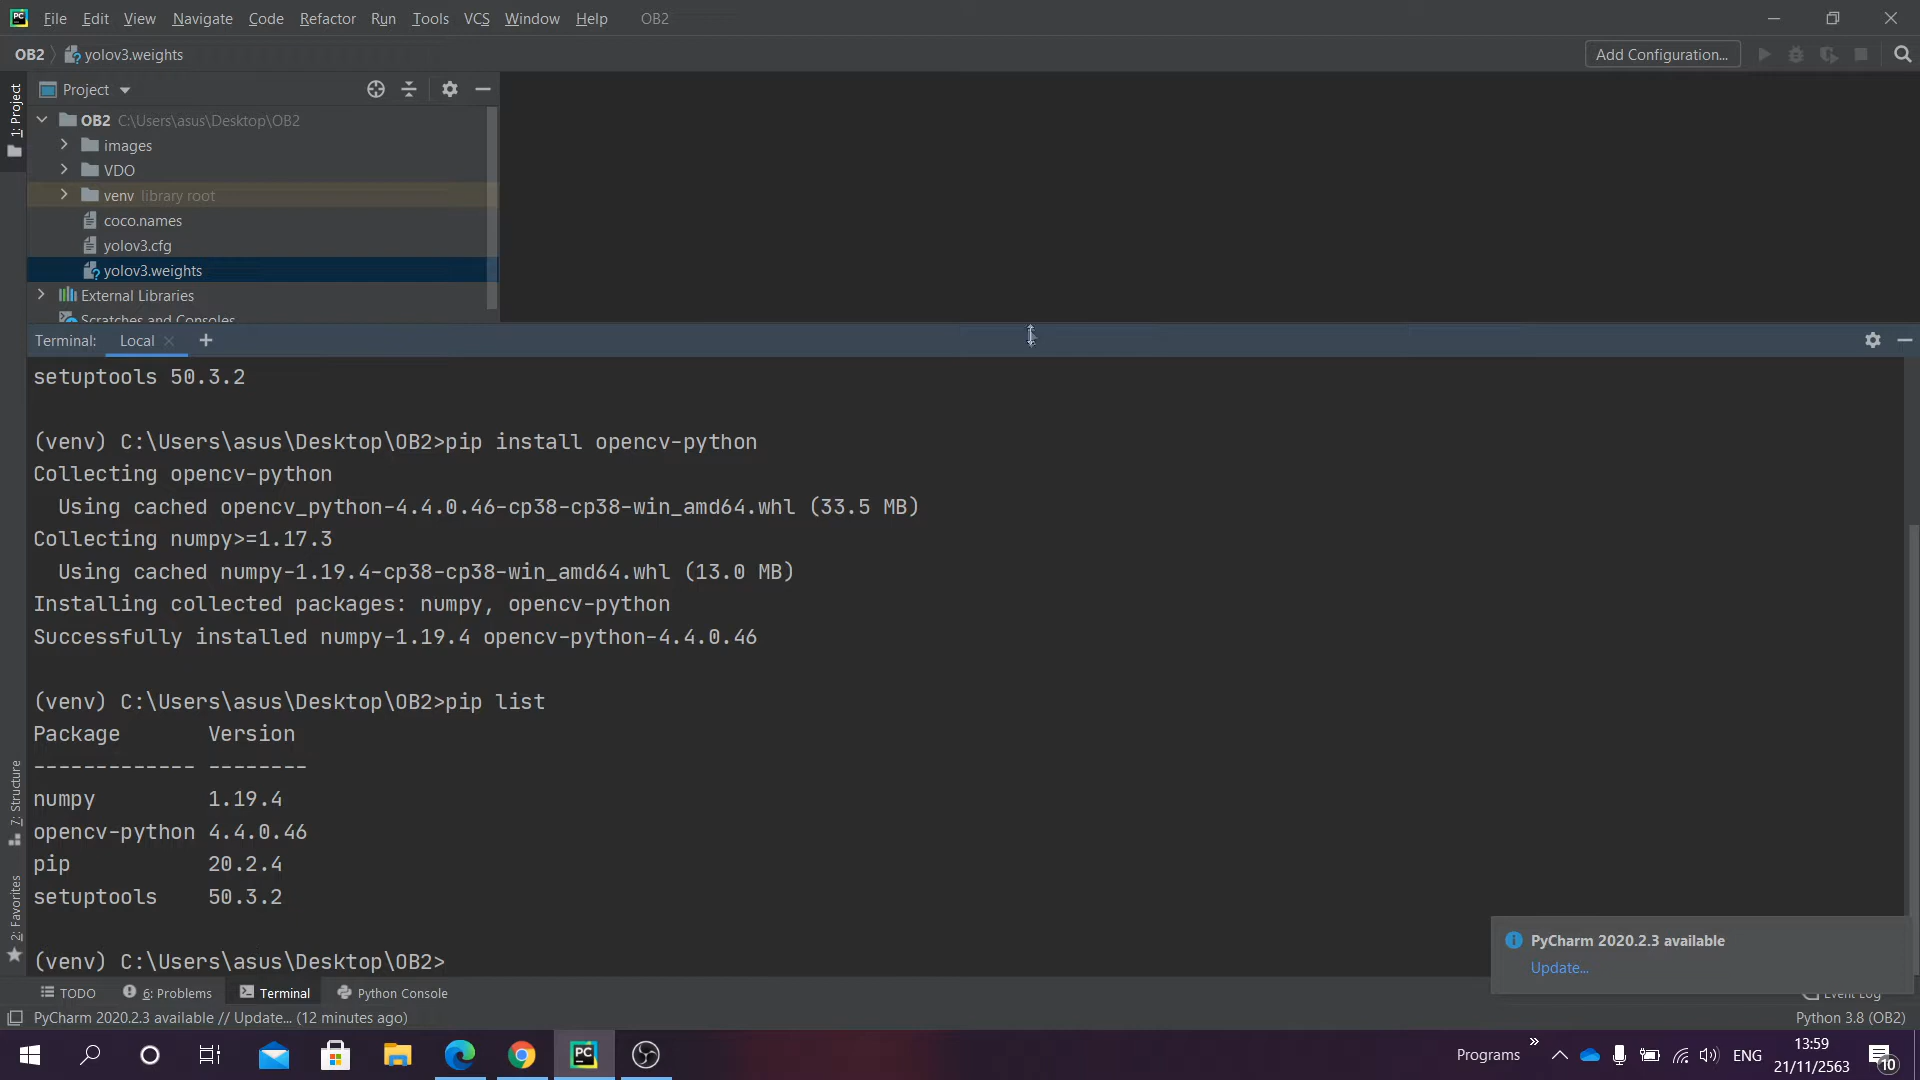 File Edit View Navigate Code Refactor Run Tools VCS Window Help OB2
OB2 yolov3.weights Add Configuration...
1: Project
Project
OB2 C:\Users\asus\Desktop\OB2
images
VDO
venv library root
coco.names
yolov3.cfg
yolov3.weights
External Libraries
Scratches and Consoles
Terminal: Local
setuptools 50.3.2
(venv) C:\Users\asus\Desktop\OB2>pip install opencv-python
Collecting opencv-python
Using cached opencv_python-4.4.0.46-cp38-cp38-win_amd64.whl (33.5 MB)
Collecting numpy>=1.17.3
Using cached numpy-1.19.4-cp38-cp38-win_amd64.whl (13.0 MB)
Installing collected packages: numpy, opencv-python
Successfully installed numpy-1.19.4 opencv-python-4.4.0.46
(venv) C:\Users\asus\Desktop\OB2>pip list
Package Version
------------- --------
numpy 1.19.4
opencv-python 4.4.0.46
pip 20.2.4
setuptools 50.3.2
(venv) C:\Users\asus\Desktop\OB2>
7: Structure
2: Favorites
PyCharm 2020.2.3 available
Update...
TODO 6: Problems Terminal Python Console Event Log
PyCharm 2020.2.3 available // Update... (12 minutes ago) Python 3.8 (OB2)
PC
Programs » ENG 13:59
21/11/2563
10